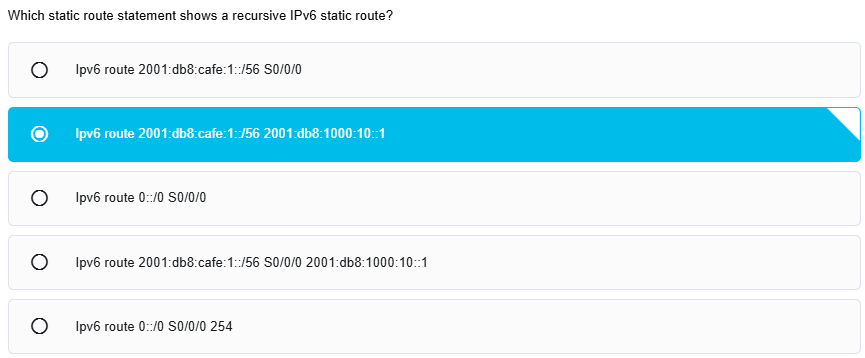 Which static route statement shows a recursive IPv6 static route?
Ipv6 route 2001:db8:cafe:1::/56 S0/0/0
Ipv6 route 2001:db8:cafe:1::/56 2001:db8:1000:10::1
Ipv6 route 0::/0 S0/0/0
Ipv6 route 2001:db8:cafe:1::/56 S0/0/0 2001:db8:1000:10::1
Ipv6 route 0::/0 S0/0/0 254